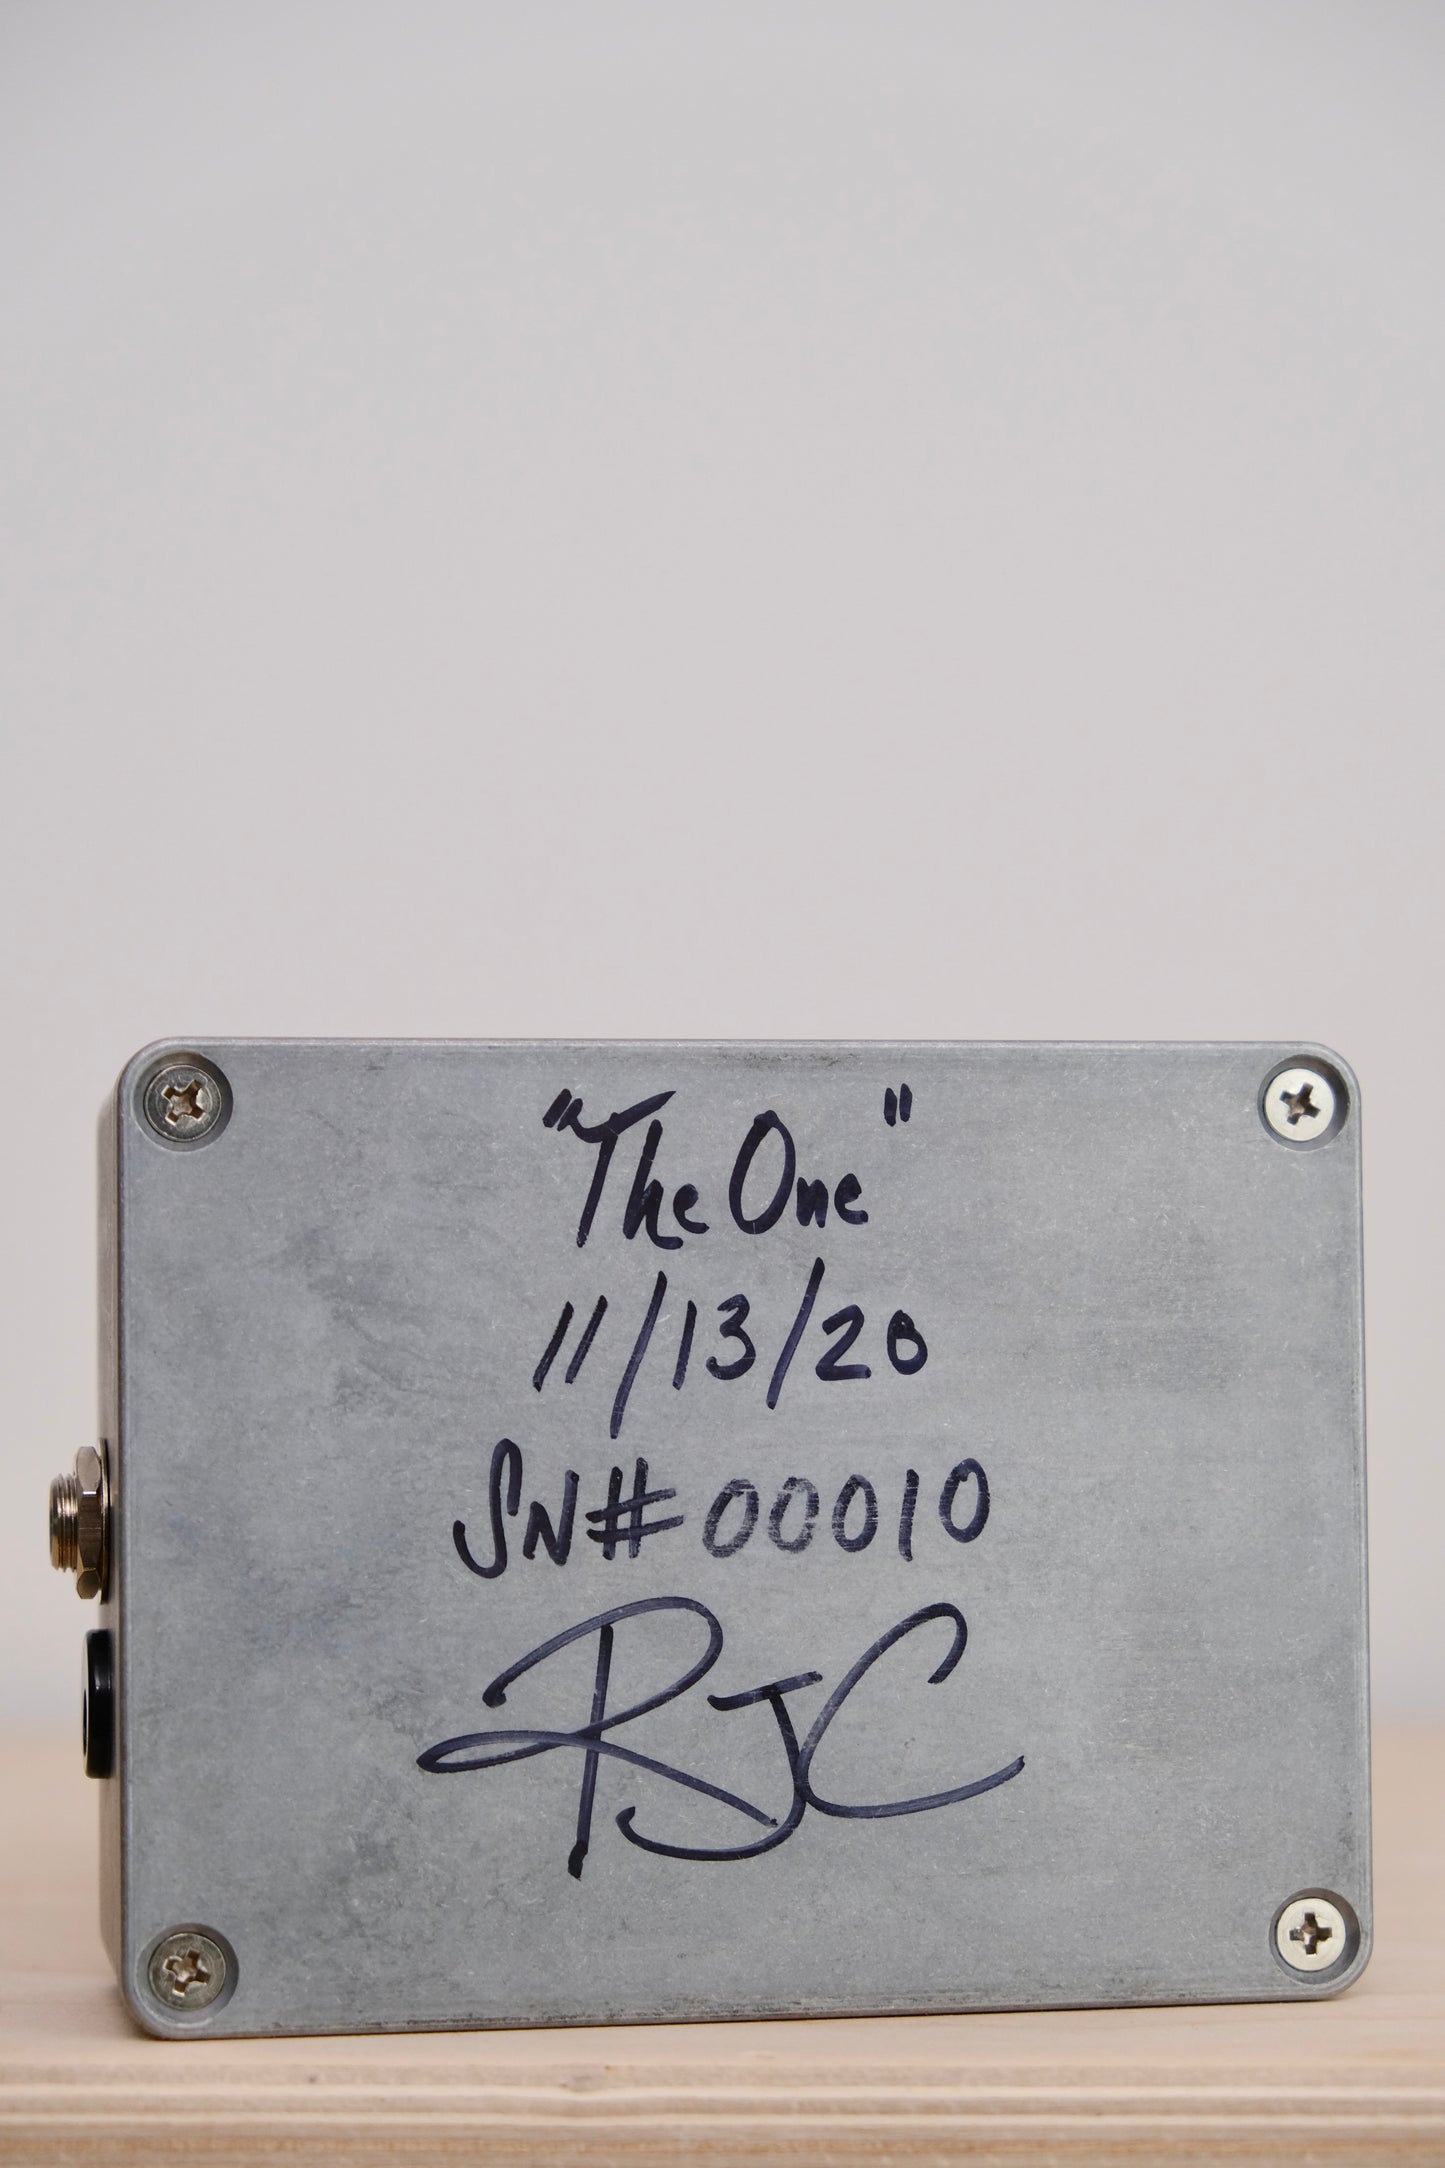 "The One"
11/13/20
SN# 00010
RJC